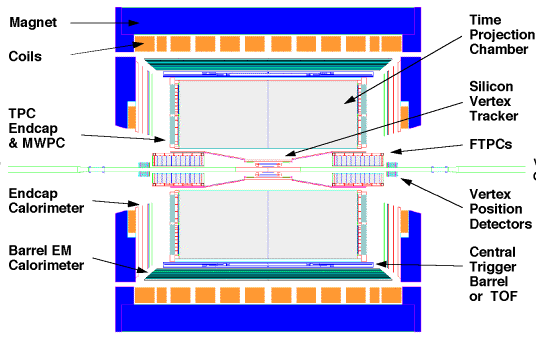 Magnet
Coils
TPC
Endcap
& MWPC
Endcap
Calorimeter
Barrel EM
Calorimeter
Time
Projection
Chamber
Silicon
Vertex
Tracker
FTPCs
Vertex
Position
Detectors
Central
Trigger
Barrel
or TOF